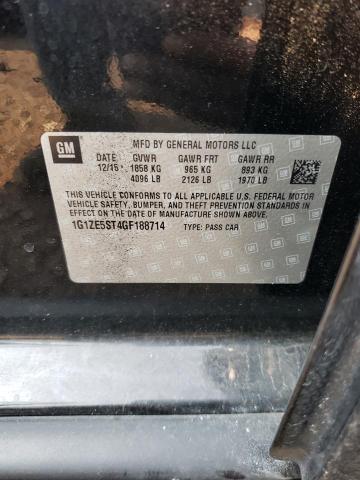 GM
MFD BY GENERAL MOTORS LLC
DATE GVWR GAWR FRT GAWR RR
12/15 1858 KG 965 KG 893 KG
4096 LB 2126 LB 1970 LB
THIS VEHICLE CONFORMS TO ALL APPLICABLE U.S. FEDERAL MOTOR
VEHICLE SAFETY, BUMPER, AND THEFT PREVENTION STANDARDS IN
EFFECT ON THE DATE OF MANUFACTURE SHOWN ABOVE.
1G1ZE5ST4GF188714 TYPE: PASS CAR